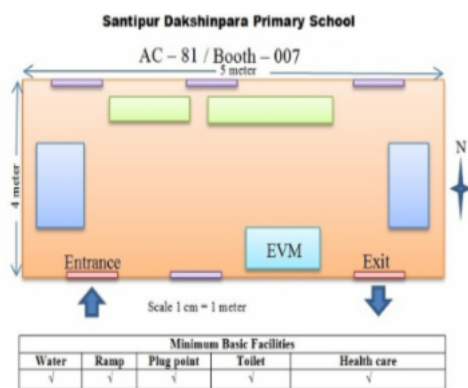 Santipur Dakshinpara Primary School
AC – 81 / Booth – 007
5 meter
4 meter
N
EVM
Entrance
Exit
Scale 1 cm = 1 meter
Minimum Basic Facilities
Water Ramp Plug point Toilet Health care
√ √ √ √ √